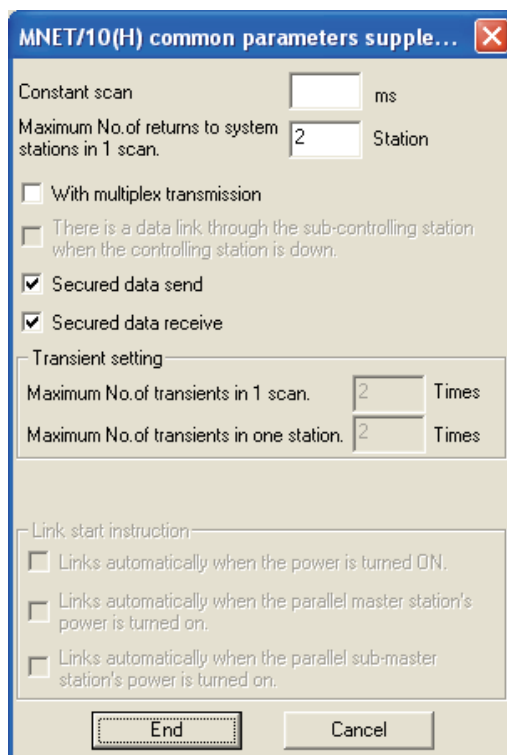 MNET/10(H) common parameters supple...
Constant scan ms
Maximum No.of returns to system
stations in 1 scan. 2 Station
With multiplex transmission
There is a data link through the sub-controlling station
when the controlling station is down.
Secured data send
Secured data receive
Transient setting
Maximum No.of transients in 1 scan. 2 Times
Maximum No.of transients in one station. 2 Times
Link start instruction
Links automatically when the power is turned ON.
Links automatically when the parallel master station's
power is turned on.
Links automatically when the parallel sub-master
station's power is turned on.
End Cancel